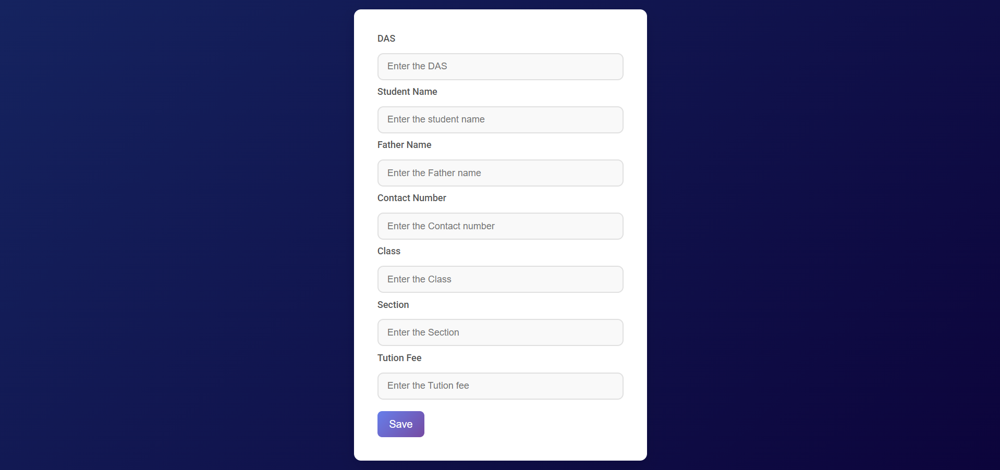 DAS
Enter the DAS
Student Name
Enter the student name
Father Name
Enter the Father name
Contact Number
Enter the Contact number
Class
Enter the Class
Section
Enter the Section
Tution Fee
Enter the Tution fee
Save